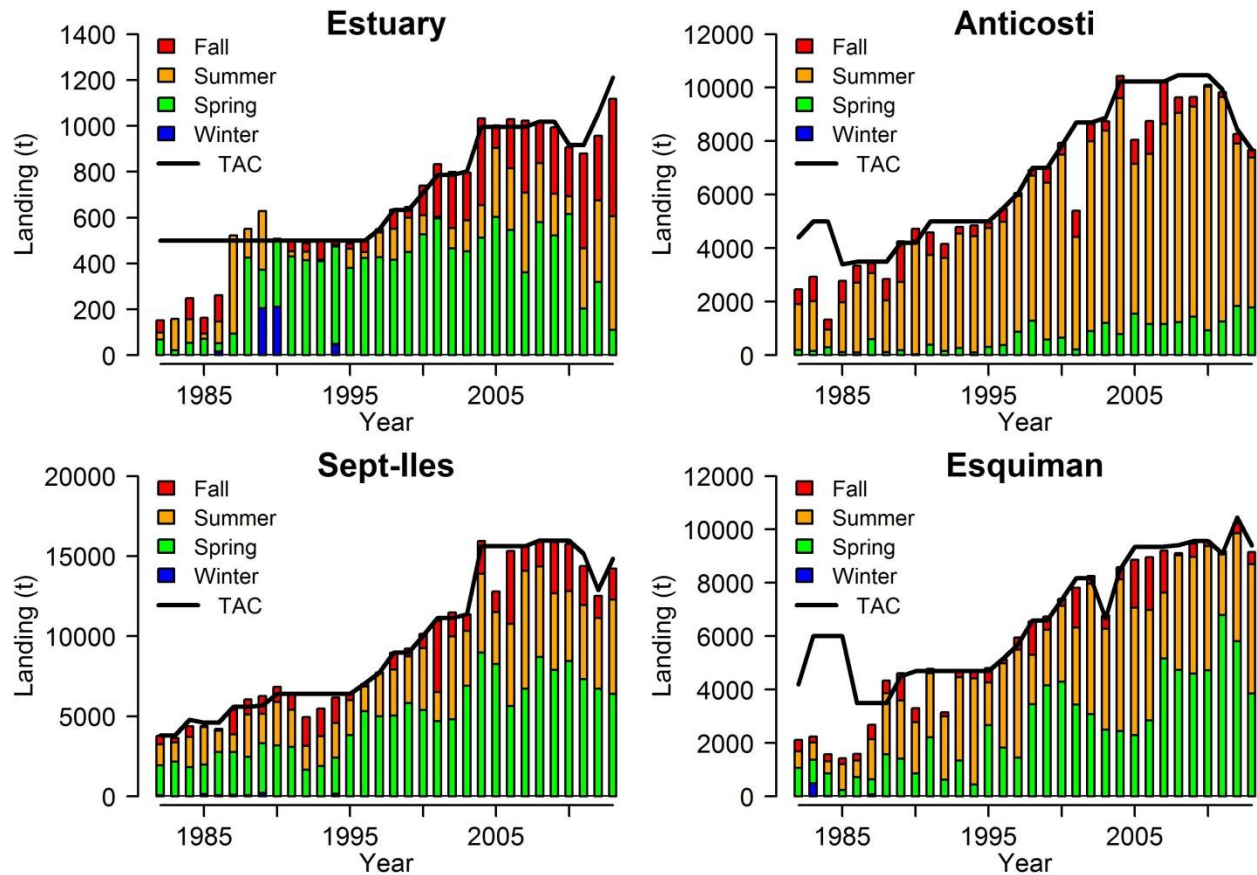 Estuary
1400
1200
1000
800
600
400
200
0
Landing (t)
Fall
Summer
Spring
Winter
TAC
1985 1995 2005
Year
Anticosti
12000
10000
8000
6000
4000
2000
0
Landing (t)
Fall
Summer
Spring
Winter
TAC
1985 1995 2005
Year
Sept-Iles
20000
15000
10000
5000
0
Landing (t)
Fall
Summer
Spring
Winter
TAC
1985 1995 2005
Year
Esquiman
12000
10000
8000
6000
4000
2000
0
Landing (t)
Fall
Summer
Spring
Winter
TAC
1985 1995 2005
Year